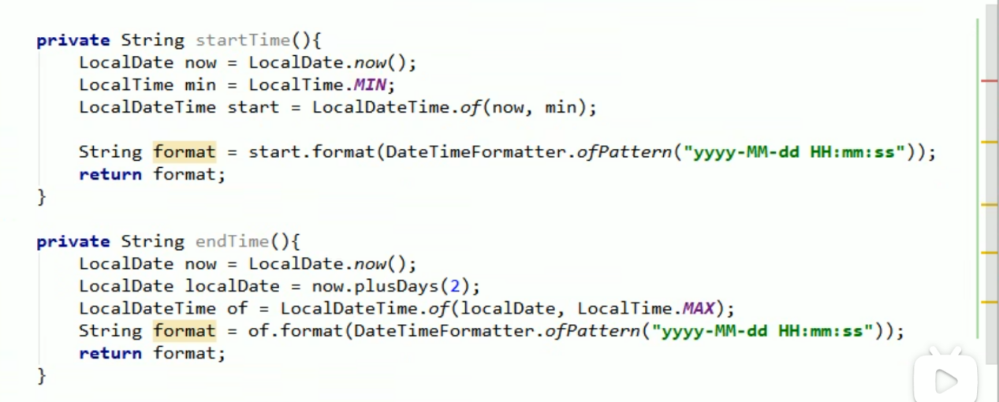 private String startTime(){
    LocalDate now = LocalDate.now();
    LocalTime min = LocalTime.MIN;
    LocalDateTime start = LocalDateTime.of(now, min);
    String format = start.format(DateTimeFormatter.ofPattern("yyyy-MM-dd HH:mm:ss"));
    return format;
}
private String endTime(){
    LocalDate now = LocalDate.now();
    LocalDate localDate = now.plusDays(2);
    LocalDateTime of = LocalDateTime.of(localDate, LocalTime.MAX);
    String format = of.format(DateTimeFormatter.ofPattern("yyyy-MM-dd HH:mm:ss"));
    return format;
}